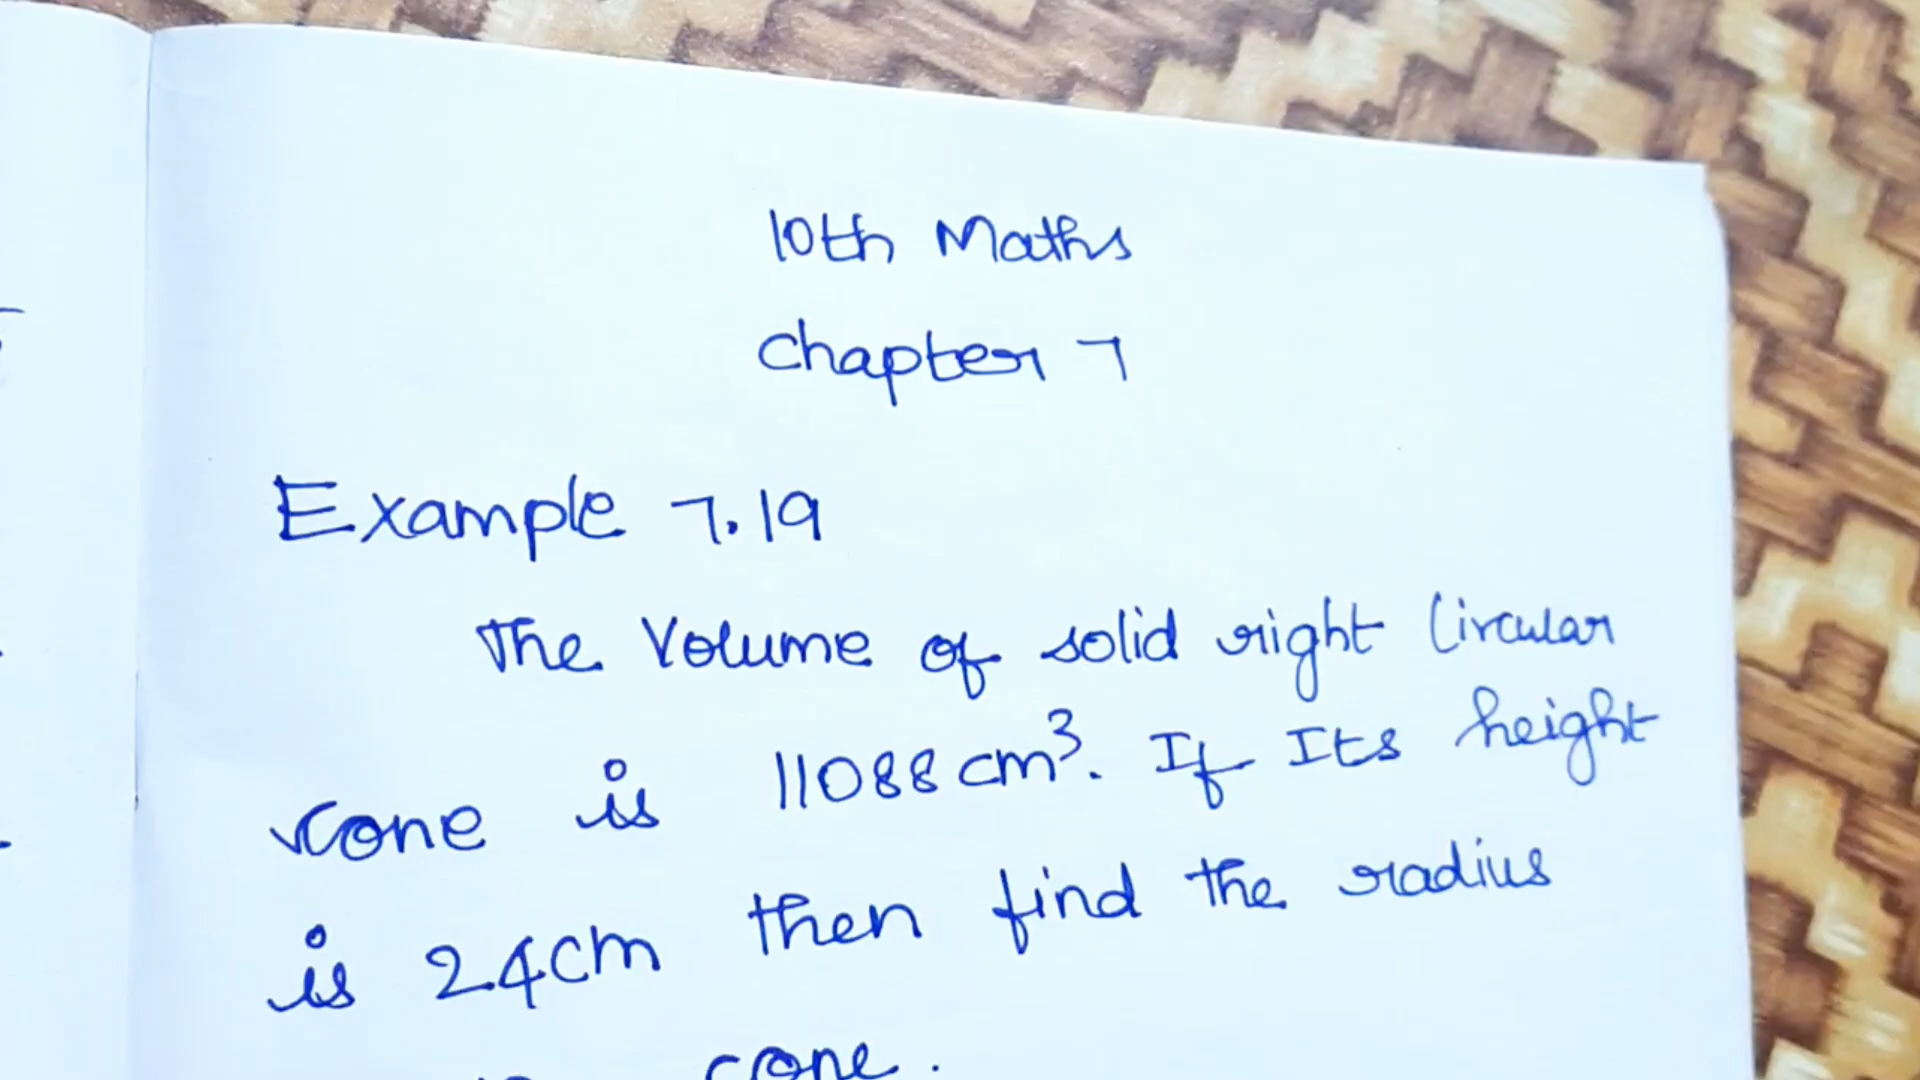 10th Maths
Chapter 7
Example 7.19
The Volume of solid right Circular
cone is 11088 cm³. If Its height
is 24cm then find the radius
cone.